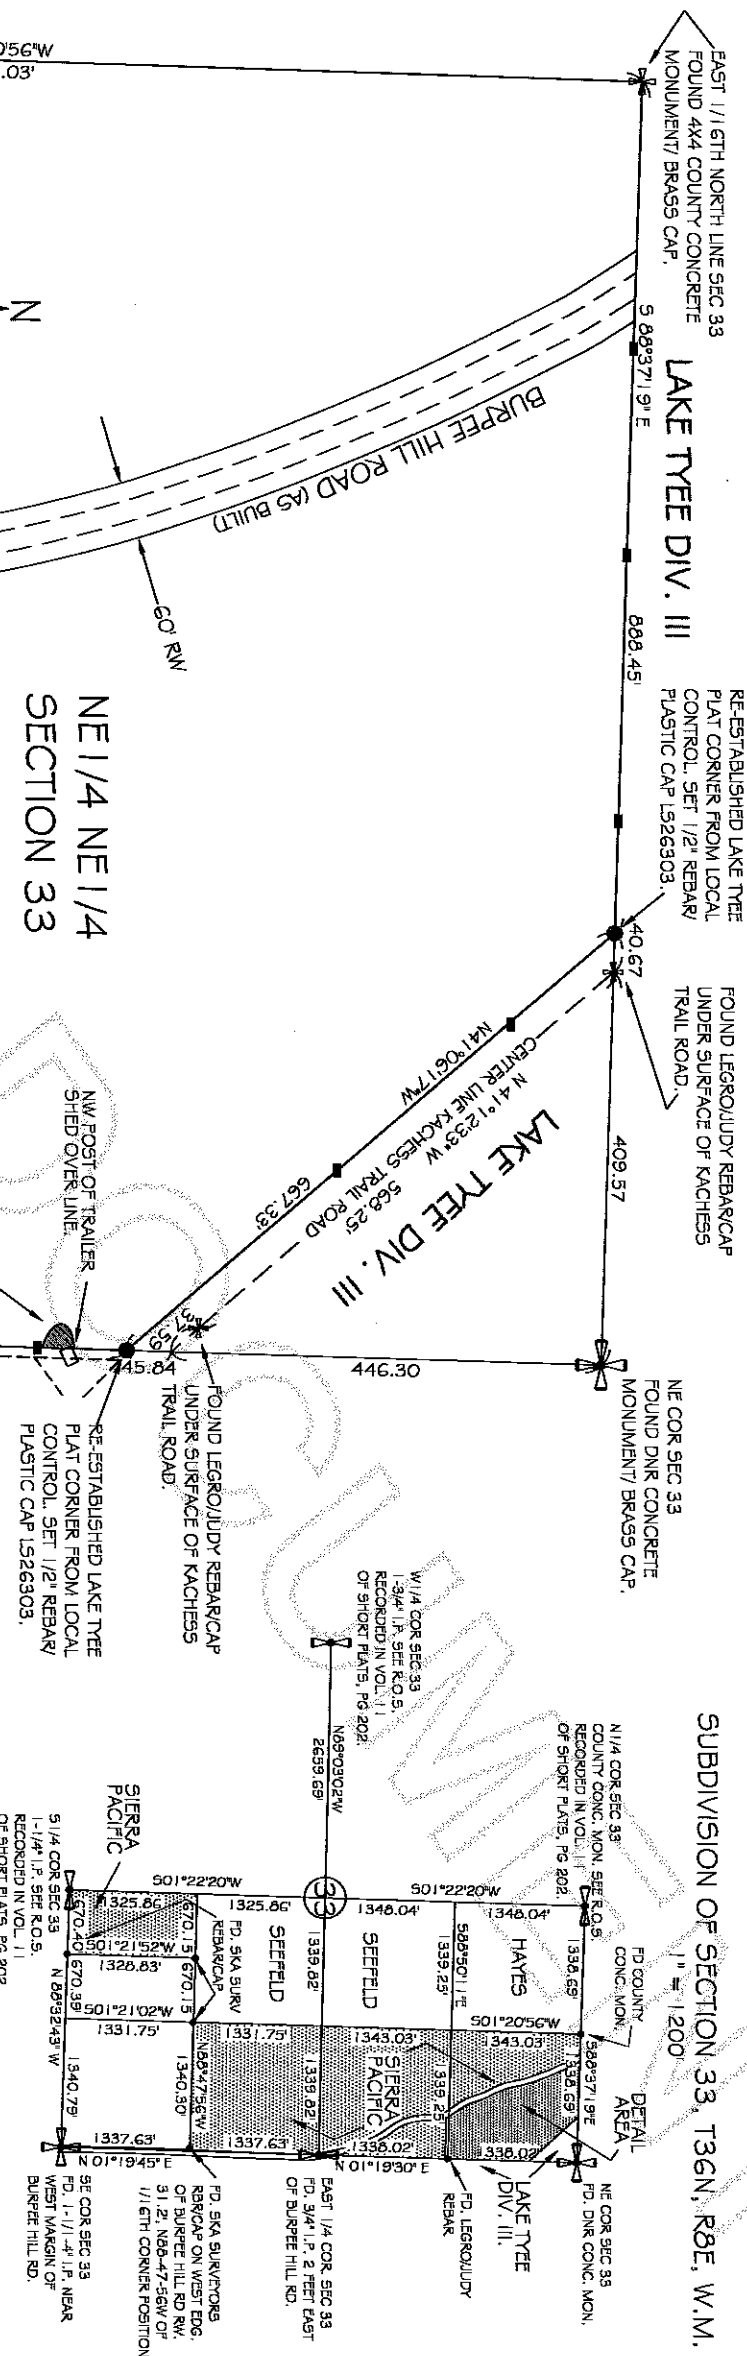 EAST 1/16TH NORTH LINE SEC 33
FOUND 4X4 COUNTY CONCRETE
MONUMENT/ BRASS CAP.
LAKE TYEE DIV. III
RE-ESTABLISHED LAKE TYEE
PLAT CORNER FROM LOCAL
CONTROL. SET 1/2" REBAR/
PLASTIC CAP LS26303.
FOUND LEGRO/JUDY REBAR/CAP
UNDER SURFACE OF KACHESS
TRAIL ROAD.
NE COR SEC 33
FOUND DNR CONCRETE
MONUMENT/ BRASS CAP.
S 88°37'19" E
888.45'
40.67
409.57
0'56"W
.03'
BURPEE HILL ROAD (AS BUILT)
60' RW
N
NE 1/4 NE 1/4
SECTION 33
N41°06'17"W
667.33'
N 41°12'33" W
CENTER LINE KACHESS TRAIL ROAD
568.25'
LAKE TYEE DIV. III
37.59
445.84
446.30
NW POST OF TRAILER
SHED OVER LINE.
FOUND LEGRO/JUDY REBAR/CAP
UNDER SURFACE OF KACHESS
TRAIL ROAD.
RE-ESTABLISHED LAKE TYEE
PLAT CORNER FROM LOCAL
CONTROL. SET 1/2" REBAR/
PLASTIC CAP LS26303.
SUBDIVISION OF SECTION 33, T36N, R8E, W.M.
1" = 1200'
N1/4 COR SEC 33
COUNTY CONC. MON. SEE R.O.S.
RECORDED IN VOL. 11
OF SHORT PLATS, PG 202.
FD COUNTY
CONC. MON.
DETAIL
AREA
NE COR SEC 33
FD. DNR CONC. MON.
1338.69'
S88°37'19"E
1338.69'
S01°22'20"W
1348.04'
1348.04'
HAYES
S01°20'56"W
1343.03'
1343.03'
1338.02'
1338.02'
N 01°19'30" E
LAKE TYEE
DIV. III.
FD. LEGRO/JUDY
REBAR
S88°50'11"E
1339.25'
1339.25'
SEEFELD
SIERRA
PACIFIC
W1/4 COR SEC 33
1-3/4" I.P. SEE R.O.S.
RECORDED IN VOL. 11
OF SHORT PLATS, PG 202.
N89°03'02"W
2659.69'
33
1339.82'
1339.82'
EAST 1/4 COR. SEC 33
FD. 3/4" I.P. 2 FEET EAST
OF BURPEE HILL RD.
S01°22'20"W
1325.86'
1325.86'
SEEFELD
1331.75'
1337.63'
FD. SKA SURV
REBAR/CAP
670.15'
670.15'
N88°47'56"W
1340.30'
FD. SKA SURVEYORS
RBR/CAP ON WEST EDG.
OF BURPEE HILL RD RW.
31.2', N88-47-56W OF
1/16TH CORNER POSITION
SIERRA
PACIFIC
S01°21'52"W
1328.83'
S01°21'02"W
1331.75'
1337.63'
N 01°19'45" E
S1/4 COR SEC 33
1-1/4" I.P. SEE R.O.S.
RECORDED IN VOL 11
OF SHORT PLATS, PG 202
670.40'
670.39'
N 88°32'43" W
1340.79'
SE COR SEC 33
FD. 1-1/4" I.P. NEAR
WEST MARGIN OF
BURPEE HILL RD.